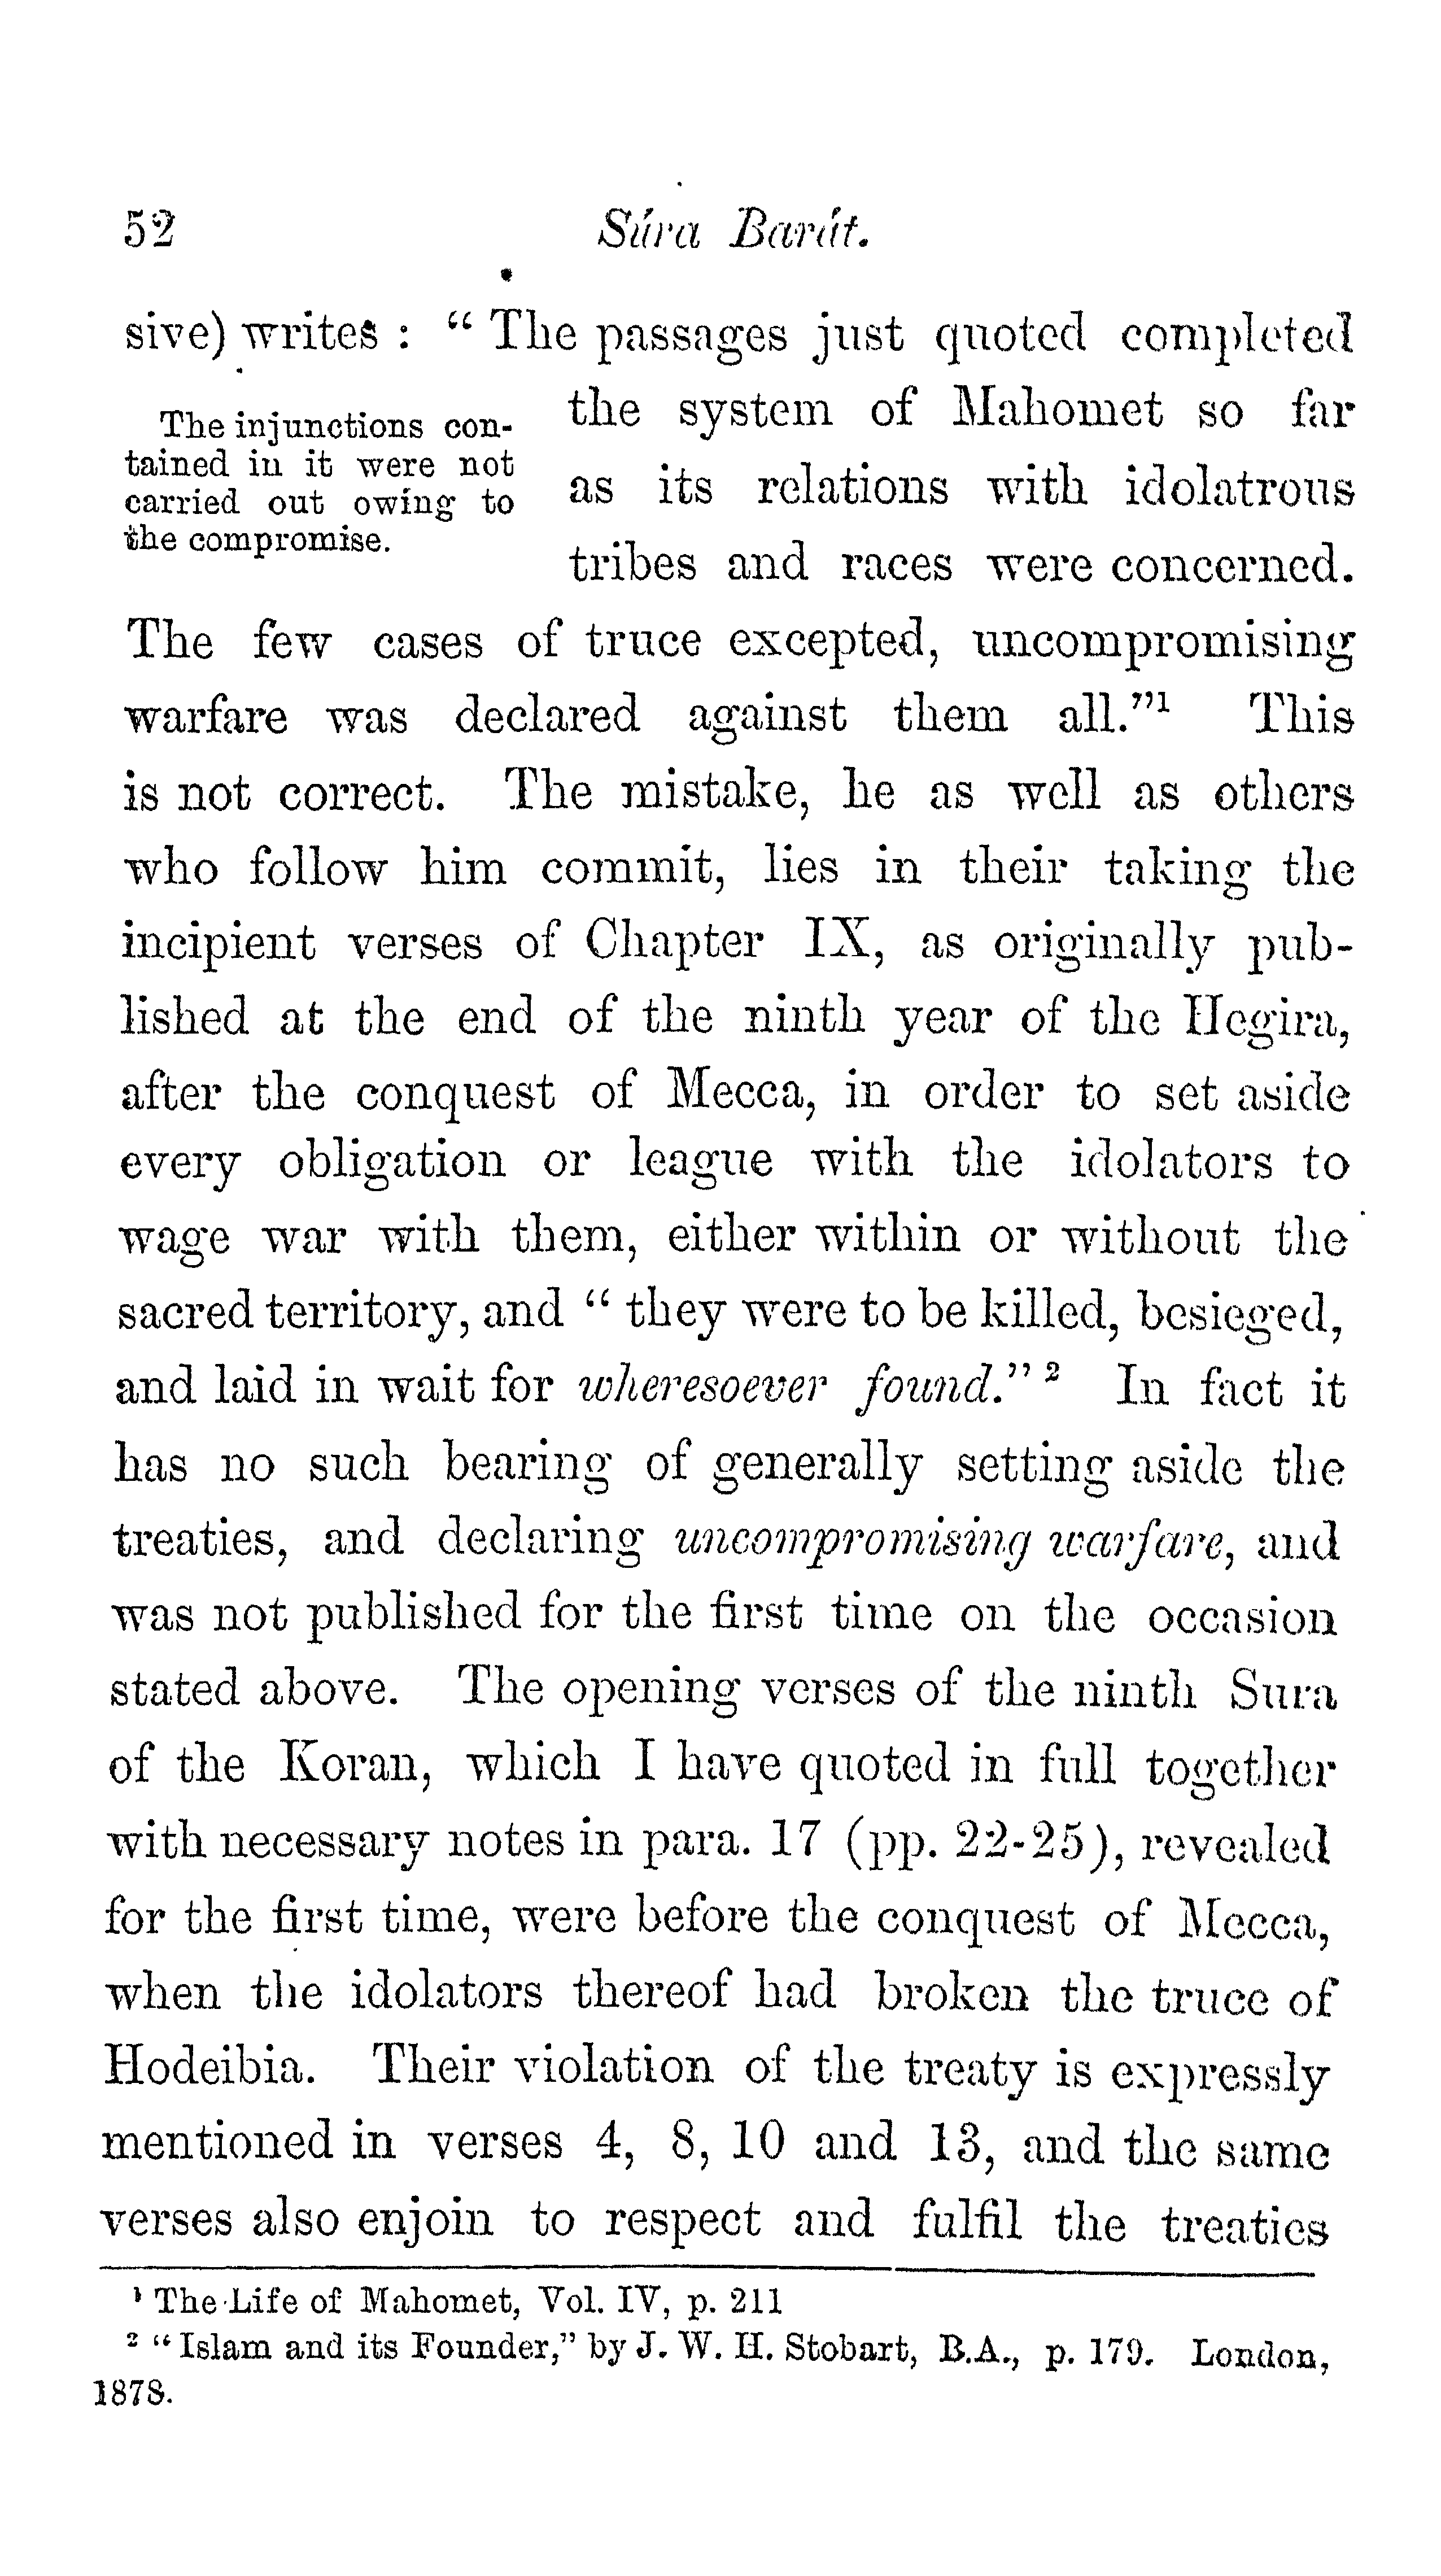 52
Súra Barát.
sive) writes : “ The passages just quoted completed
The injunctions con-
tained in it were not
carried out owing to
the compromise.
the system of Mahomet so far
as its relations with idolatrous
tribes and races were concerned.
The few cases of truce excepted, uncompromising
warfare was declared against them all.”¹ This
is not correct. The mistake, he as well as others
who follow him commit, lies in their taking the
incipient verses of Chapter IX, as originally pub-
lished at the end of the ninth year of the Hegira,
after the conquest of Mecca, in order to set aside
every obligation or league with the idolators to
wage war with them, either within or without the
sacred territory, and “ they were to be killed, besieged,
and laid in wait for wheresoever found.” ² In fact it
has no such bearing of generally setting aside the
treaties, and declaring uncompromising warfare, and
was not published for the first time on the occasion
stated above. The opening verses of the ninth Sura
of the Koran, which I have quoted in full together
with necessary notes in para. 17 (pp. 22-25), revealed
for the first time, were before the conquest of Mecca,
when the idolators thereof had broken the truce of
Hodeibia. Their violation of the treaty is expressly
mentioned in verses 4, 8, 10 and 13, and the same
verses also enjoin to respect and fulfil the treaties
¹ The Life of Mahomet, Vol. IV, p. 211
² “ Islam and its Founder,” by J. W. H. Stobart, B.A., p. 179. London,
1878.